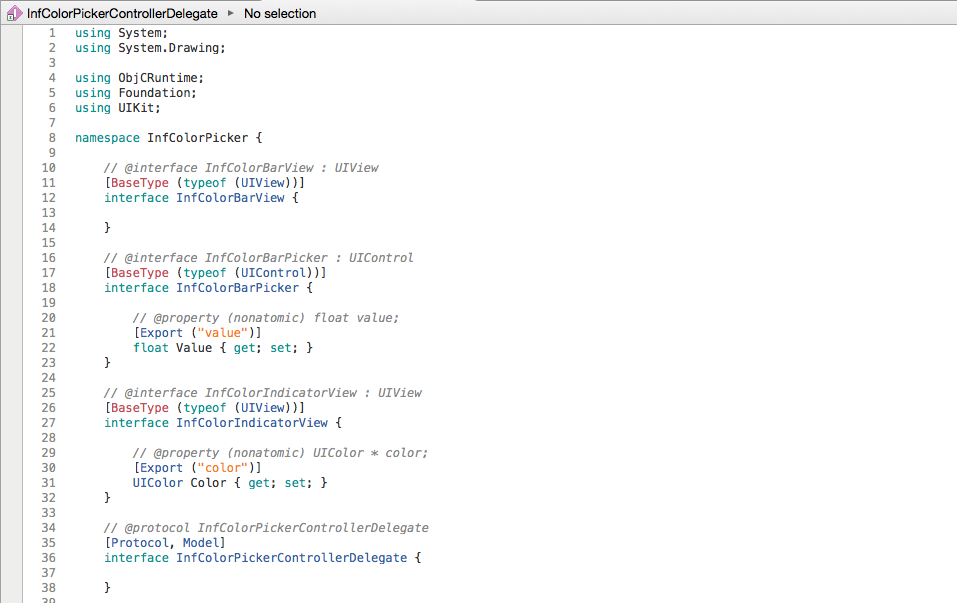 InfColorPickerControllerDelegate ▸ No selection
1 using System;
2 using System.Drawing;
3
4 using ObjCRuntime;
5 using Foundation;
6 using UIKit;
7
8 namespace InfColorPicker {
9
10 // @interface InfColorBarView : UIView
11 [BaseType (typeof (UIView))]
12 interface InfColorBarView {
13
14 }
15
16 // @interface InfColorBarPicker : UIControl
17 [BaseType (typeof (UIControl))]
18 interface InfColorBarPicker {
19
20 // @property (nonatomic) float value;
21 [Export ("value")]
22 float Value { get; set; }
23 }
24
25 // @interface InfColorIndicatorView : UIView
26 [BaseType (typeof (UIView))]
27 interface InfColorIndicatorView {
28
29 // @property (nonatomic) UIColor * color;
30 [Export ("color")]
31 UIColor Color { get; set; }
32 }
33
34 // @protocol InfColorPickerControllerDelegate
35 [Protocol, Model]
36 interface InfColorPickerControllerDelegate {
37
38 }
39